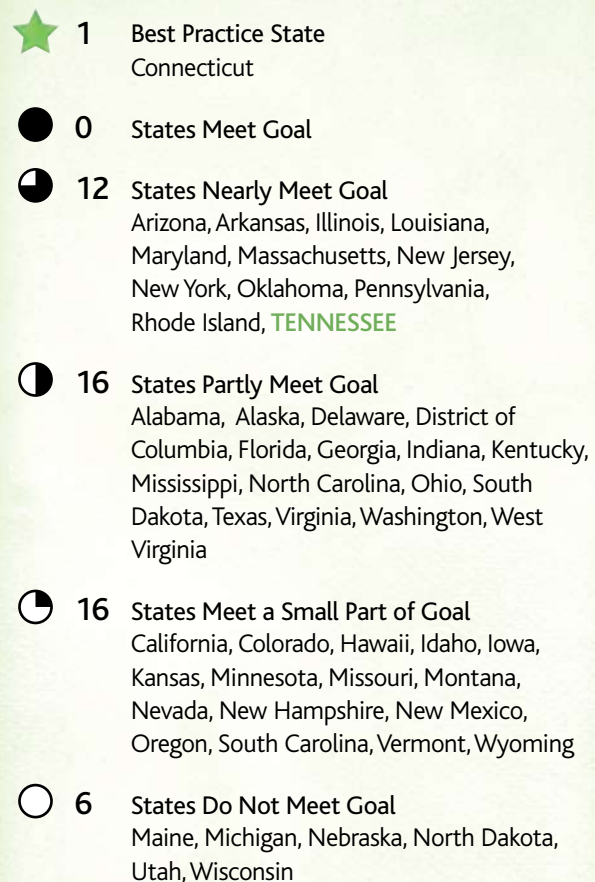 1 Best Practice State
Connecticut
0 States Meet Goal
12 States Nearly Meet Goal
Arizona, Arkansas, Illinois, Louisiana,
Maryland, Massachusetts, New Jersey,
New York, Oklahoma, Pennsylvania,
Rhode Island, TENNESSEE
16 States Partly Meet Goal
Alabama, Alaska, Delaware, District of
Columbia, Florida, Georgia, Indiana, Kentucky,
Mississippi, North Carolina, Ohio, South
Dakota, Texas, Virginia, Washington, West
Virginia
16 States Meet a Small Part of Goal
California, Colorado, Hawaii, Idaho, Iowa,
Kansas, Minnesota, Missouri, Montana,
Nevada, New Hampshire, New Mexico,
Oregon, South Carolina, Vermont, Wyoming
6 States Do Not Meet Goal
Maine, Michigan, Nebraska, North Dakota,
Utah, Wisconsin